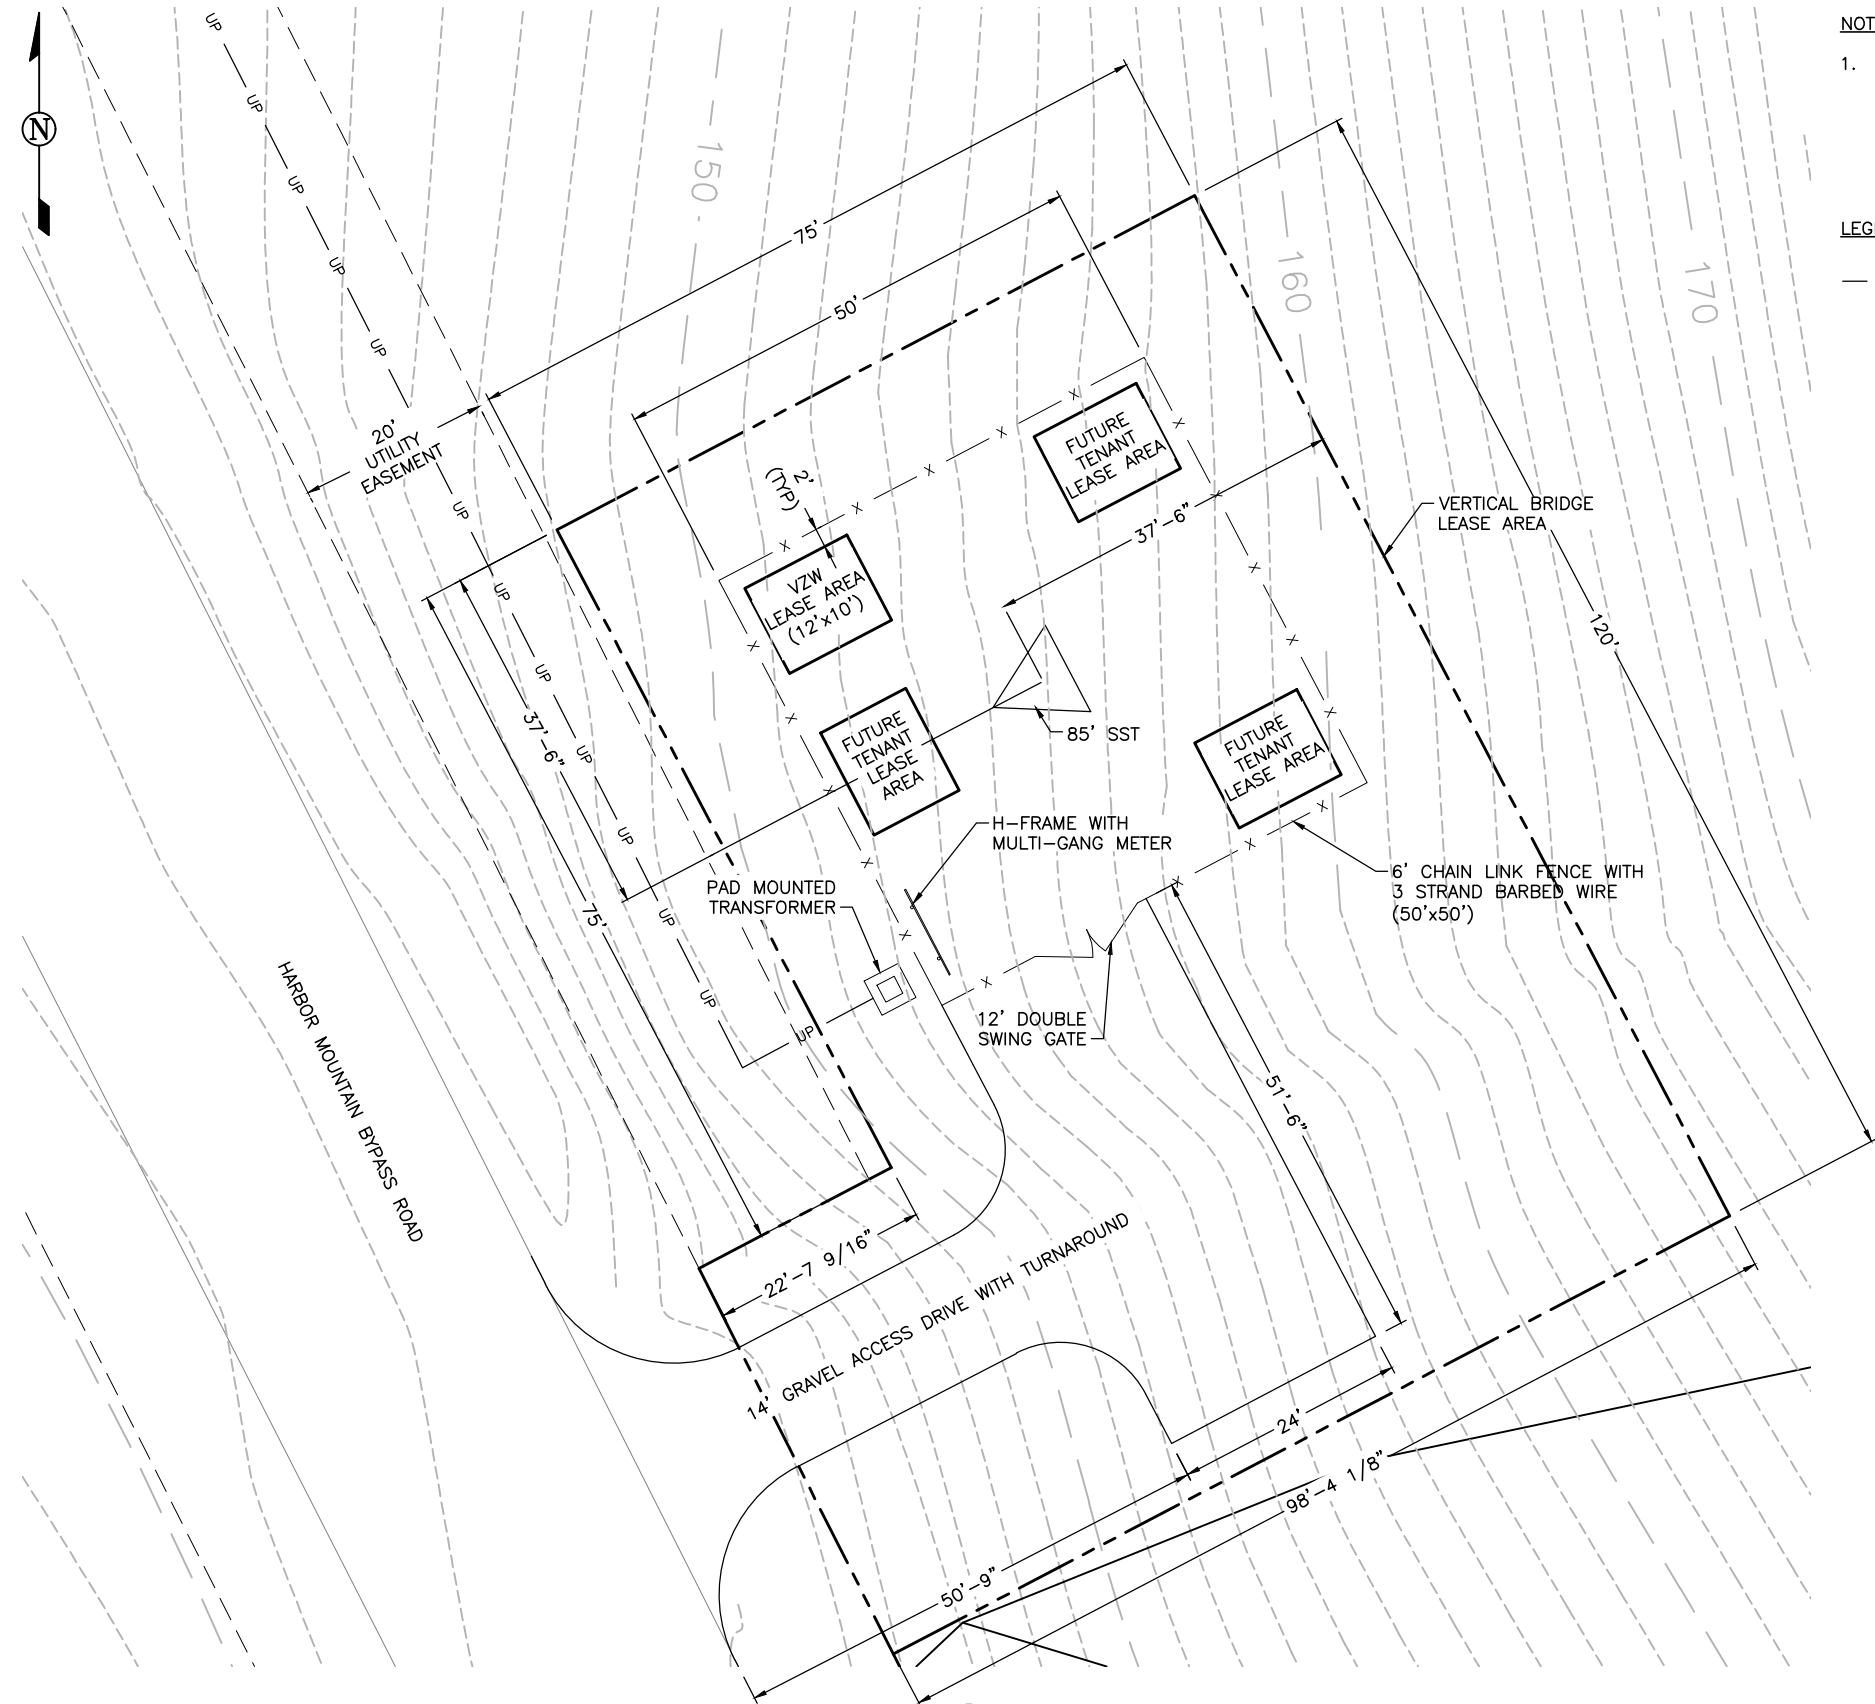 NOT
1.
LEG
N
UP
UP
UP
UP
UP
UP
UP
UP
UP
UP
UP
UP
UP
150
160
170
75'
50'
20'
UTILITY
EASEMENT
2'
(TYP)
FUTURE
TENANT
LEASE AREA
37'-6"
VERTICAL BRIDGE
LEASE AREA
VZW
LEASE AREA
(12'x10')
120'
85' SST
FUTURE
TENANT
LEASE
AREA
FUTURE
TENANT
LEASE AREA
37'-6"
75'
H-FRAME WITH
MULTI-GANG METER
PAD MOUNTED
TRANSFORMER
6' CHAIN LINK FENCE WITH
3 STRAND BARBED WIRE
(50'x50')
12' DOUBLE
SWING GATE
51'-6"
HARBOR MOUNTAIN BYPASS ROAD
22'-7 9/16"
14' GRAVEL ACCESS DRIVE WITH TURNAROUND
24'
98'-4 1/8"
50'-9"